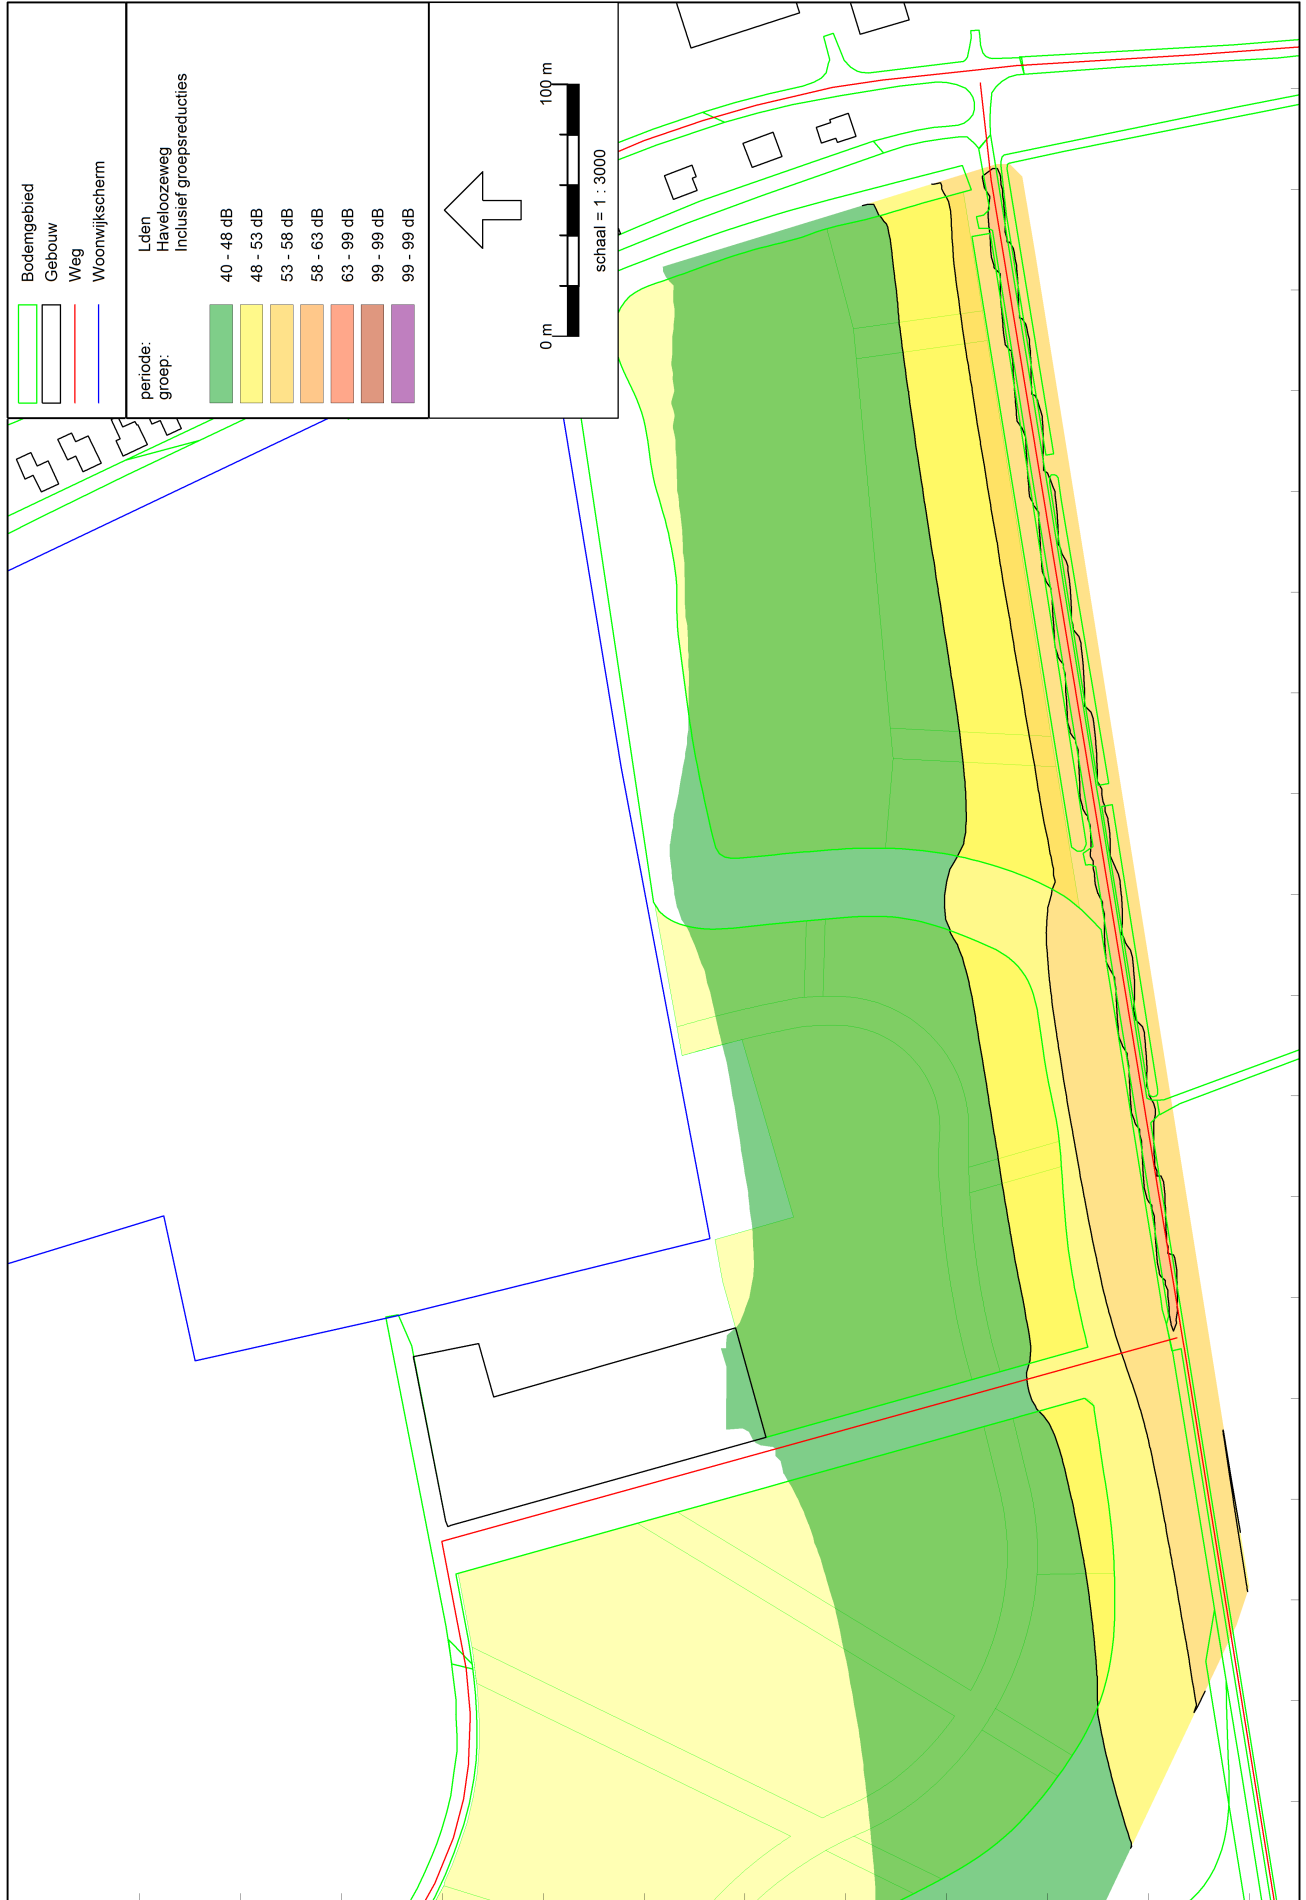 Bodemgebied
Gebouw
Weg
Woonwijkscherm
periode: Lden
groep: Haveloozeweg
Inclusief groepsreducties
40 - 48 dB
48 - 53 dB
53 - 58 dB
58 - 63 dB
63 - 99 dB
99 - 99 dB
99 - 99 dB
0 m 100 m
schaal = 1 : 3000